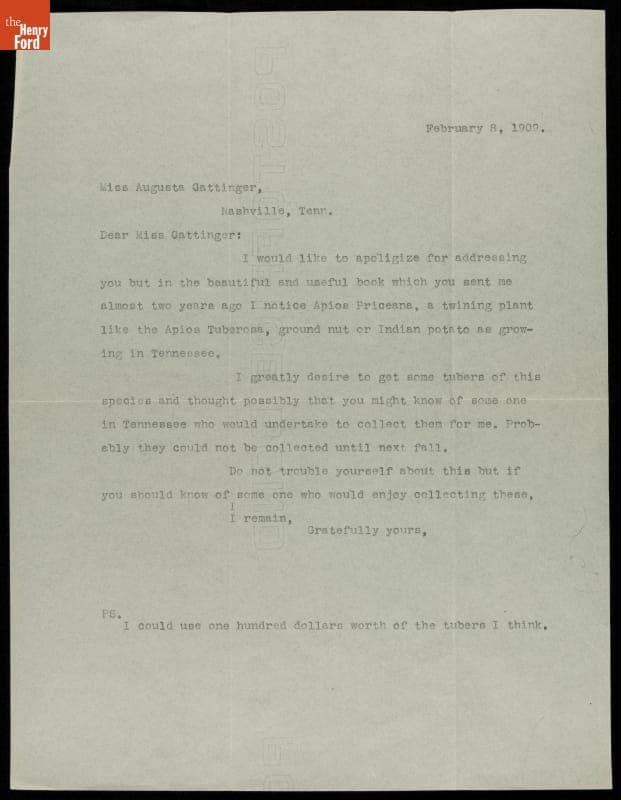 the
Henry
Ford
February 8, 1909.
Miss Augusta Gattinger,
Nashville, Tenn.
Dear Miss Gattinger:
I would like to apoligize for addressing
you but in the beautiful and useful book which you sent me
almost two years ago I notice Apios Priceana, a twining plant
like the Apios Tuberosa, ground nut or Indian potato as grow-
ing in Tennessee.
I greatly desire to get some tubers of this
species and thought possibly that you might know of some one
in Tennessee who would undertake to collect them for me. Prob-
ably they could not be collected until next fall.
Do not trouble yourself about this but if
you should know of some one who would enjoy collecting these,
I
I remain,
Gratefully yours,
PS.
I could use one hundred dollars worth of the tubers I think.